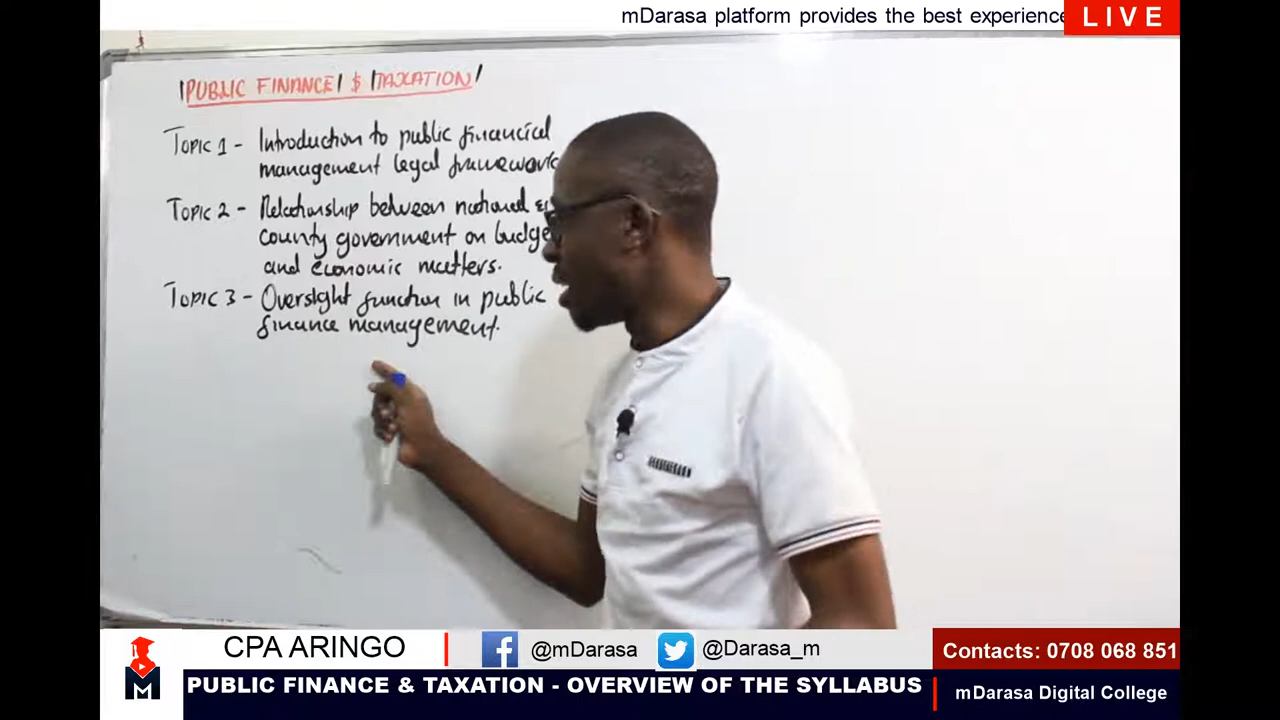 mDarasa platform provides the best experience
LIVE
PUBLIC FINANCE $ TAXATION
TOPIC 1 - Introduction to public financial
management legal framework
TOPIC 2 - Relationship between national
county government on budge
and economic matters.
TOPIC 3 - Oversight function in public
finance management.
CPA ARINGO
@mDarasa
@Darasa_m
Contacts: 0708 068 851
M
PUBLIC FINANCE & TAXATION - OVERVIEW OF THE SYLLABUS
mDarasa Digital College